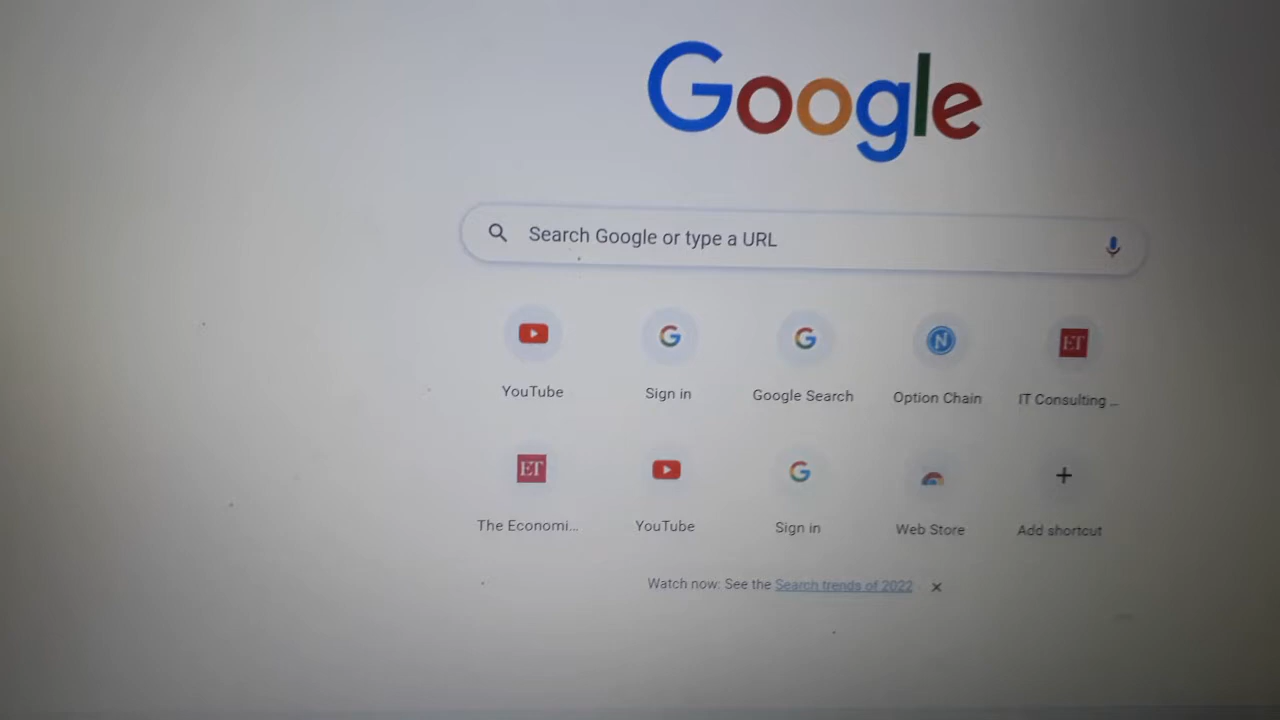 Google
Search Google or type a URL
YouTube Sign in Google Search Option Chain IT Consulting ...
The Economi... YouTube Sign in Web Store Add shortcut
Watch now: See the Search trends of 2022